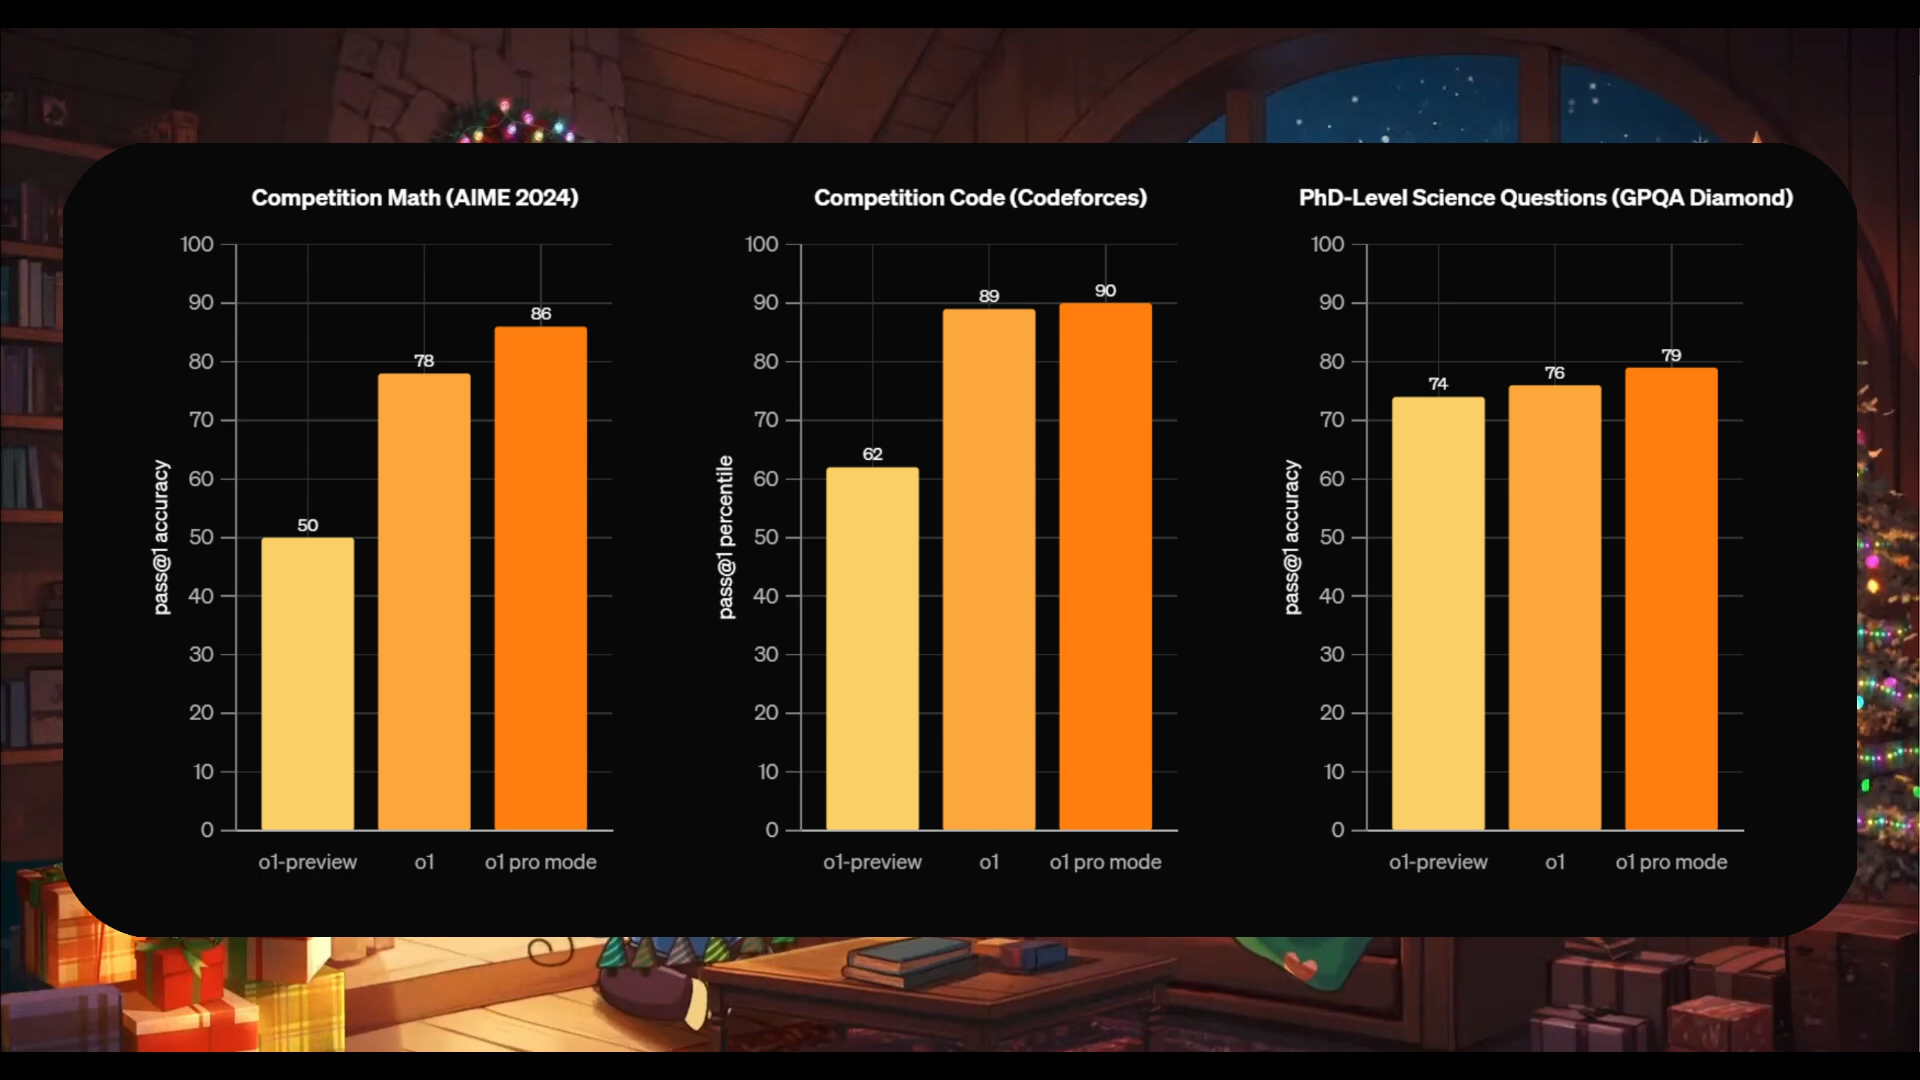 Competition Math (AIME 2024)
pass@1 accuracy
100
90
80
70
60
50
40
30
20
10
0
50
78
86
o1-preview
o1
o1 pro mode
Competition Code (Codeforces)
pass@1 percentile
100
90
80
70
60
50
40
30
20
10
0
62
89
90
o1-preview
o1
o1 pro mode
PhD-Level Science Questions (GPQA Diamond)
pass@1 accuracy
100
90
80
70
60
50
40
30
20
10
0
74
76
79
o1-preview
o1
o1 pro mode